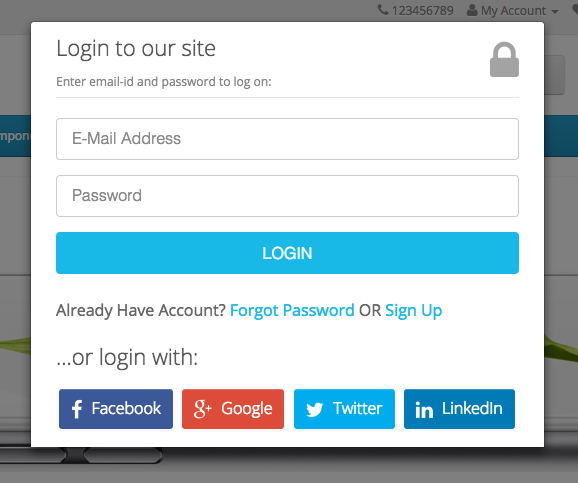 123456789 My Account
Login to our site
Enter email-id and password to log on:
E-Mail Address
Password
LOGIN
Already Have Account? Forgot Password OR Sign Up
...or login with:
Facebook Google Twitter LinkedIn